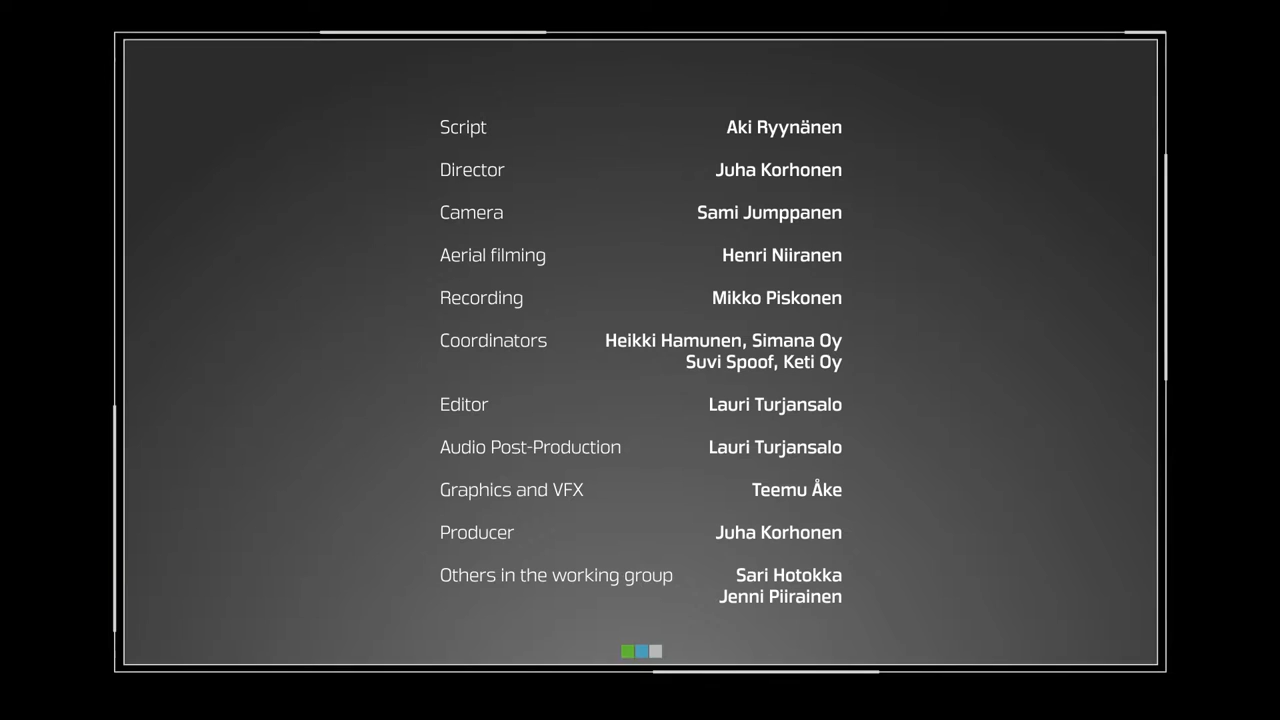 Script Aki Ryynänen
Director Juha Korhonen
Camera Sami Jumppanen
Aerial filming Henri Niiranen
Recording Mikko Piskonen
Coordinators Heikki Hamunen, Simana Oy
Suvi Spoof, Keti Oy
Editor Lauri Turjansalo
Audio Post-Production Lauri Turjansalo
Graphics and VFX Teemu Åke
Producer Juha Korhonen
Others in the working group Sari Hotokka
Jenni Piirainen